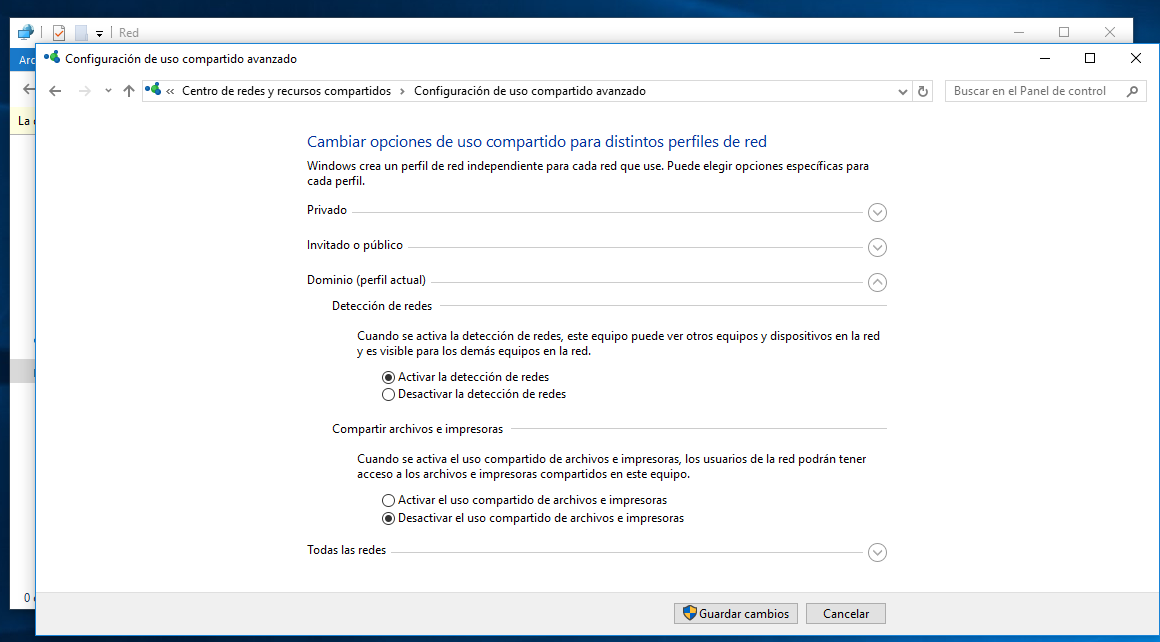 Red
Arc
Configuración de uso compartido avanzado
« Centro de redes y recursos compartidos › Configuración de uso compartido avanzado
Buscar en el Panel de control
La
Cambiar opciones de uso compartido para distintos perfiles de red
Windows crea un perfil de red independiente para cada red que use. Puede elegir opciones específicas para
cada perfil.
Privado
Invitado o público
Dominio (perfil actual)
Detección de redes
Cuando se activa la detección de redes, este equipo puede ver otros equipos y dispositivos en la red
y es visible para los demás equipos en la red.
Activar la detección de redes
Desactivar la detección de redes
Compartir archivos e impresoras
Cuando se activa el uso compartido de archivos e impresoras, los usuarios de la red podrán tener
acceso a los archivos e impresoras compartidos en este equipo.
Activar el uso compartido de archivos e impresoras
Desactivar el uso compartido de archivos e impresoras
Todas las redes
0
Guardar cambios
Cancelar